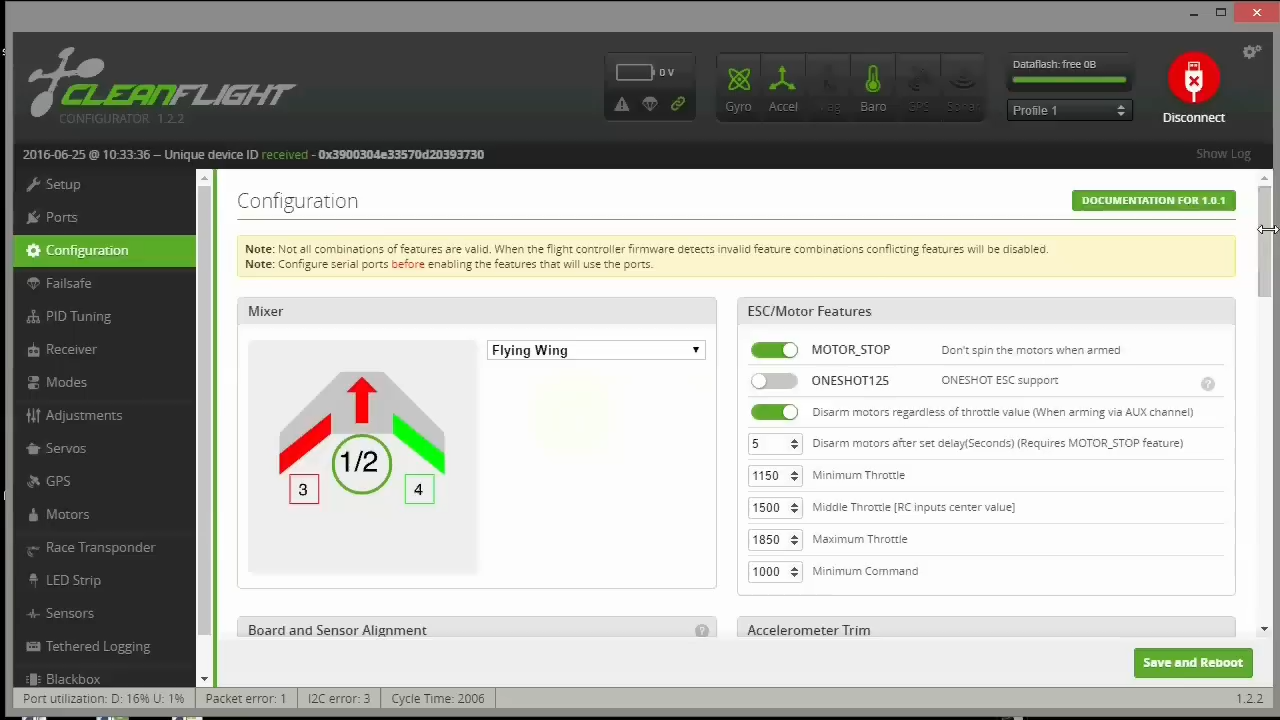 CLEANFLIGHT
CONFIGURATOR 1.2.2
0 V
Gyro
Accel
Mag
Baro
GPS
Sonar
Dataflash: free 0B
Profile 1
Disconnect
2016-06-25 @ 10:33:36 -- Unique device ID received - 0x3900304e33570d20393730
Show Log
Setup
Ports
Configuration
Failsafe
PID Tuning
Receiver
Modes
Adjustments
Servos
GPS
Motors
Race Transponder
LED Strip
Sensors
Tethered Logging
Blackbox
Configuration
DOCUMENTATION FOR 1.0.1
Note: Not all combinations of features are valid. When the flight controller firmware detects invalid feature combinations conflicting features will be disabled.
Note: Configure serial ports before enabling the features that will use the ports.
Mixer
Flying Wing
1/2
3
4
ESC/Motor Features
MOTOR_STOP Don't spin the motors when armed
ONESHOT125 ONESHOT ESC support ?
Disarm motors regardless of throttle value (When arming via AUX channel)
5 Disarm motors after set delay(Seconds) (Requires MOTOR_STOP feature)
1150 Minimum Throttle
1500 Middle Throttle [RC inputs center value]
1850 Maximum Throttle
1000 Minimum Command
Board and Sensor Alignment ?
Accelerometer Trim
Save and Reboot
Port utilization: D: 16% U: 1%
Packet error: 1
I2C error: 3
Cycle Time: 2006
1.2.2